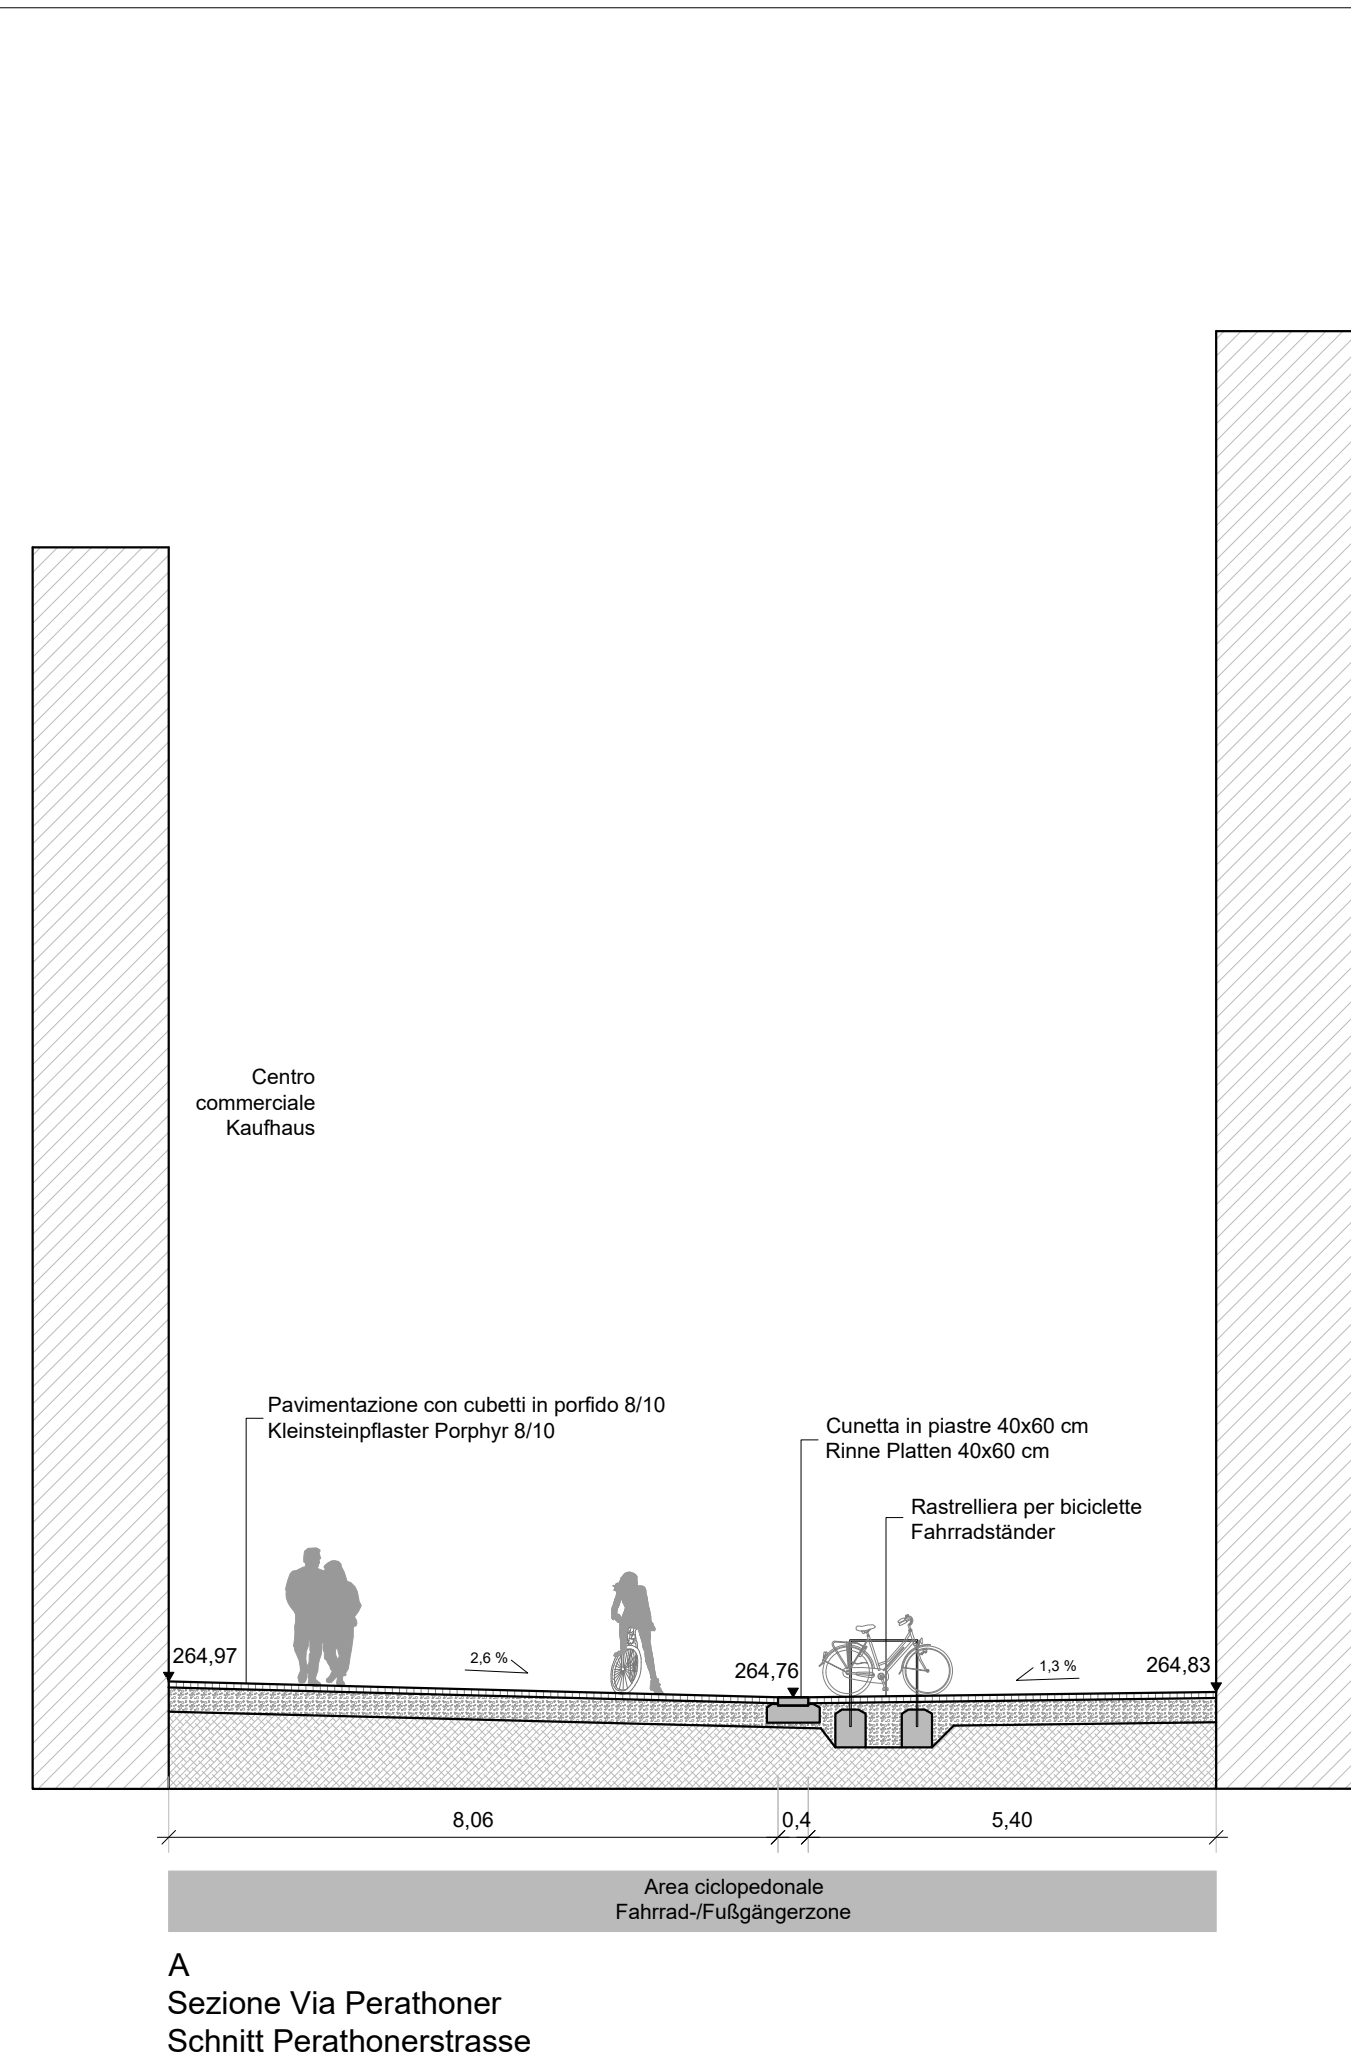 Centro
commerciale
Kaufhaus
Pavimentazione con cubetti in porfido 8/10
Kleinsteinpflaster Porphyr 8/10
Cunetta in piastre 40x60 cm
Rinne Platten 40x60 cm
Rastrelliera per biciclette
Fahrradständer
264,97
2,6 %
264,76
1,3 %
264,83
8,06
0,4
5,40
Area ciclopedonale
Fahrrad-/Fußgängerzone
A
Sezione Via Perathoner
Schnitt Perathonerstrasse